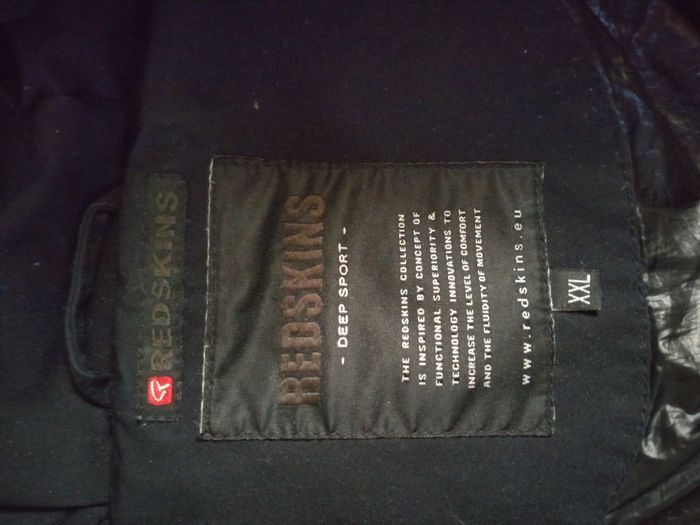 REDSKINS
REDSKINS
- DEEP SPORT -
THE REDSKINS COLLECTION
IS INSPIRED BY CONCEPT OF
FUNCTIONAL SUPERIORITY &
TECHNOLOGY INNOVATIONS TO
INCREASE THE LEVEL OF COMFORT
AND THE FLUIDITY OF MOVEMENT
www.redskins.eu
XXL